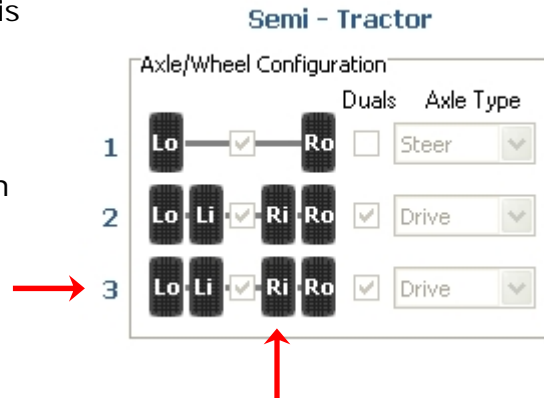 is
Semi - Tractor
Axle/Wheel Configuration
Duals Axle Type
1 Lo Ro Steer
n
2 Lo Li Ri Ro Drive
3 Lo Li Ri Ro Drive